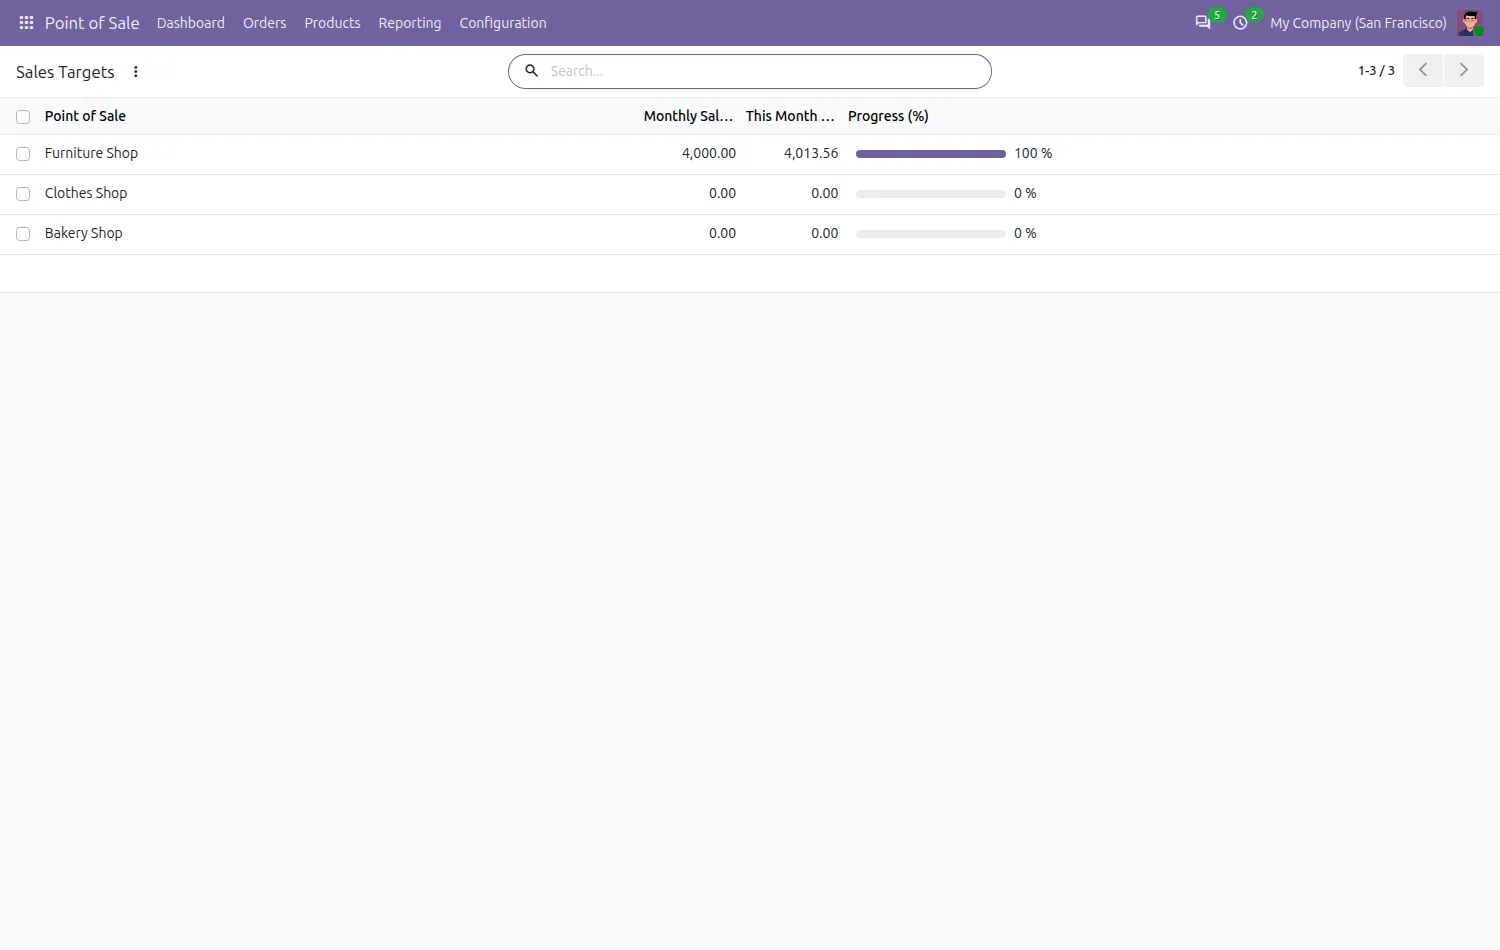 Point of Sale Dashboard Orders Products Reporting Configuration 5 2 My Company (San Francisco)
Sales Targets Search... 1-3 / 3
Point of Sale Monthly Sal... This Month ... Progress (%)
Furniture Shop 4,000.00 4,013.56 100 %
Clothes Shop 0.00 0.00 0 %
Bakery Shop 0.00 0.00 0 %